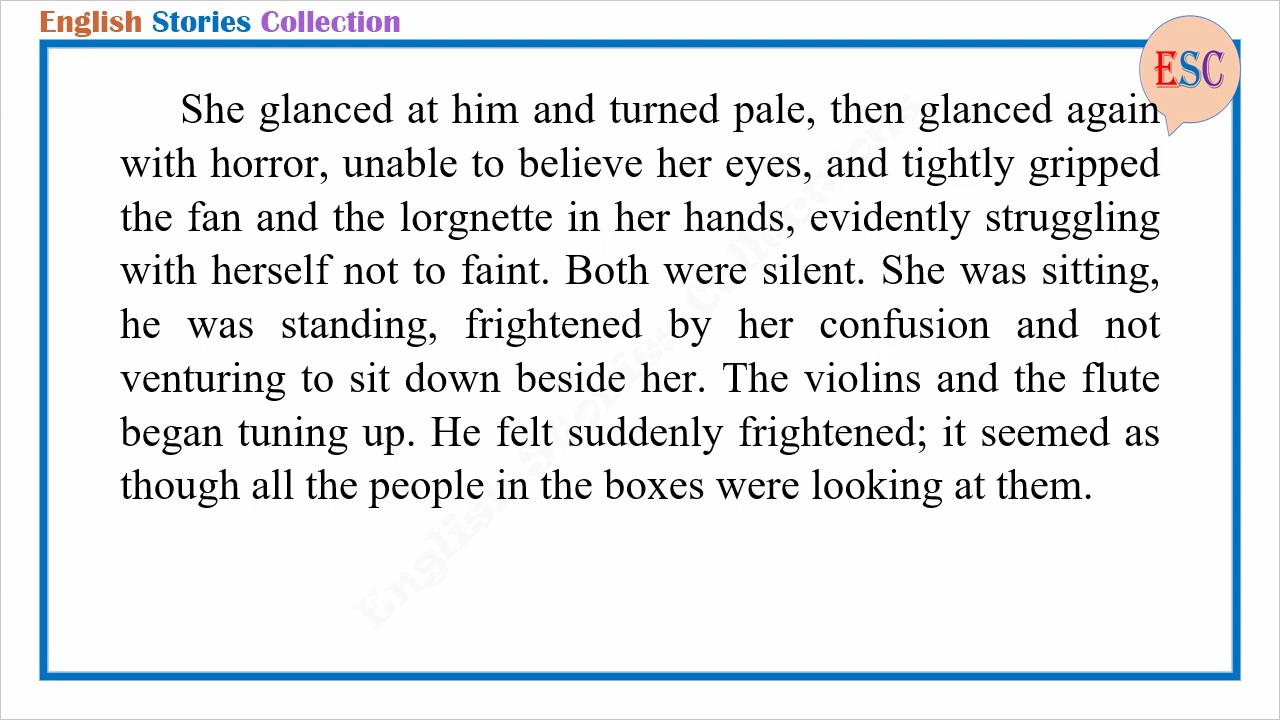 English Stories Collection
ESC
She glanced at him and turned pale, then glanced again
with horror, unable to believe her eyes, and tightly gripped
the fan and the lorgnette in her hands, evidently struggling
with herself not to faint. Both were silent. She was sitting,
he was standing, frightened by her confusion and not
venturing to sit down beside her. The violins and the flute
began tuning up. He felt suddenly frightened; it seemed as
though all the people in the boxes were looking at them.
English Stories Collections